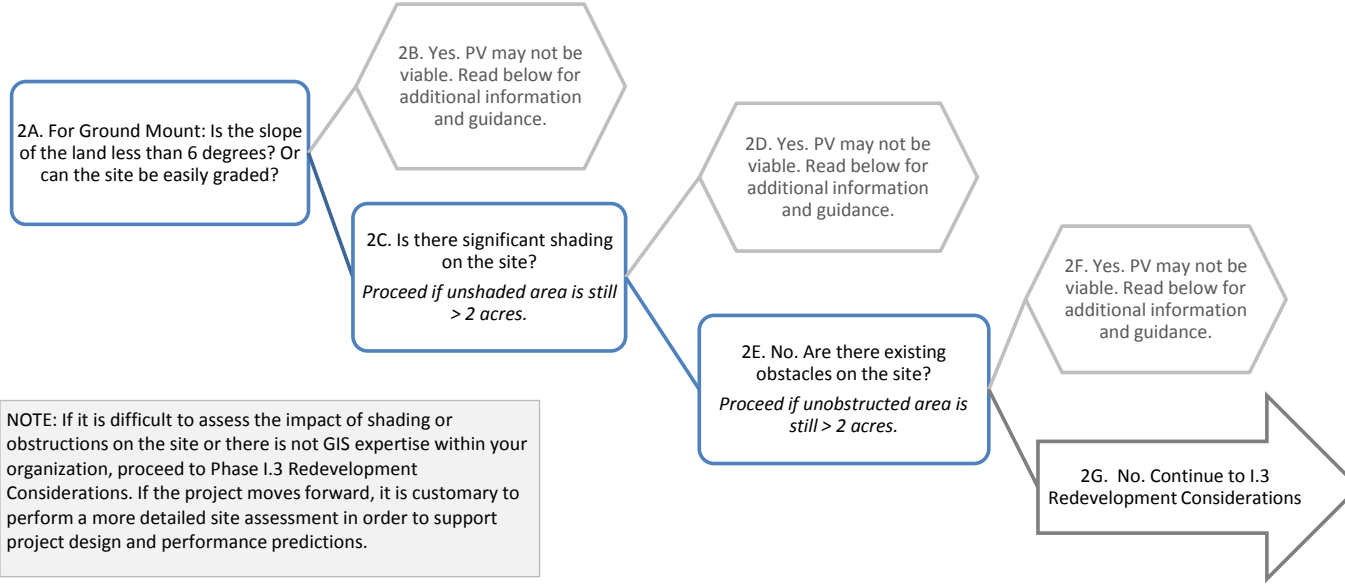 2A. For Ground Mount: Is the slope
of the land less than 6 degrees? Or
can the site be easily graded?
2B. Yes. PV may not be
viable. Read below for
additional information
and guidance.
2C. Is there significant shading
on the site?
Proceed if unshaded area is still
> 2 acres.
2D. Yes. PV may not be
viable. Read below for
additional information
and guidance.
2E. No. Are there existing
obstacles on the site?
Proceed if unobstructed area is
still > 2 acres.
2F. Yes. PV may not be
viable. Read below for
additional information
and guidance.
2G. No. Continue to I.3
Redevelopment Considerations
NOTE: If it is difficult to assess the impact of shading or
obstructions on the site or there is not GIS expertise within your
organization, proceed to Phase I.3 Redevelopment
Considerations. If the project moves forward, it is customary to
perform a more detailed site assessment in order to support
project design and performance predictions.